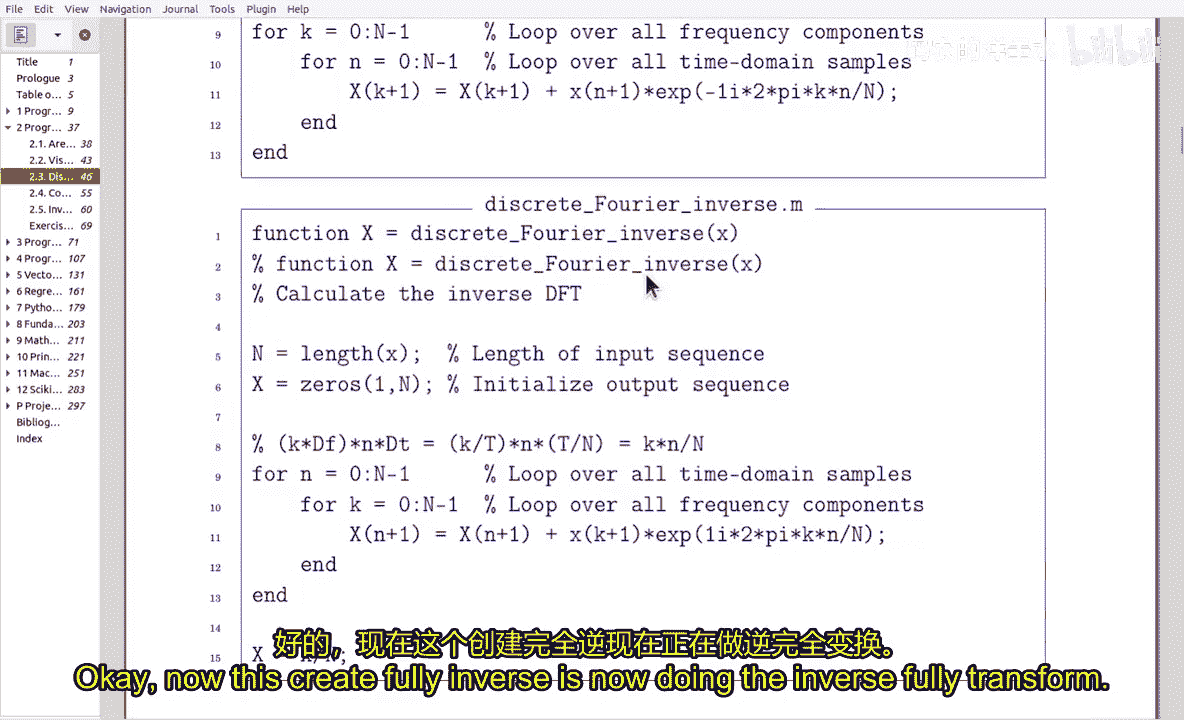 File Edit View Navigation Journal Tools Plugin Help
Title 1
Prologue 3
Table o... 5
1 Progr... 9
2 Progr... 37
2.1. Are... 38
2.2. Vis... 43
2.3. Dis... 46
2.4. Co... 55
2.5. Inv... 60
Exercis... 69
3 Progr... 71
4 Progr... 107
5 Vecto... 131
6 Regre... 161
7 Pytho... 179
8 Funda... 203
9 Math... 211
10 Prin... 221
11 Mac... 251
12 Sciki... 283
P Proje... 297
Bibliog...
Index
9 for k = 0:N-1 % Loop over all frequency components
10 for n = 0:N-1 % Loop over all time-domain samples
11 X(k+1) = X(k+1) + x(n+1)*exp(-1i*2*pi*k*n/N);
12 end
13 end
discrete_Fourier_inverse.m
1 function X = discrete_Fourier_inverse(x)
2 % function X = discrete_Fourier_inverse(x)
3 % Calculate the inverse DFT
4
5 N = length(x); % Length of input sequence
6 X = zeros(1,N); % Initialize output sequence
7
8 % (k*Df)*n*Dt = (k/T)*n*(T/N) = k*n/N
9 for n = 0:N-1 % Loop over all time-domain samples
10 for k = 0:N-1 % Loop over all frequency components
11 X(n+1) = X(n+1) + x(k+1)*exp(1i*2*pi*k*n/N);
12 end
13 end
14
15 X
好的，现在这个创建完全逆现在正在做逆完全变换。
Okay, now this create fully inverse is now doing the inverse fully transform.